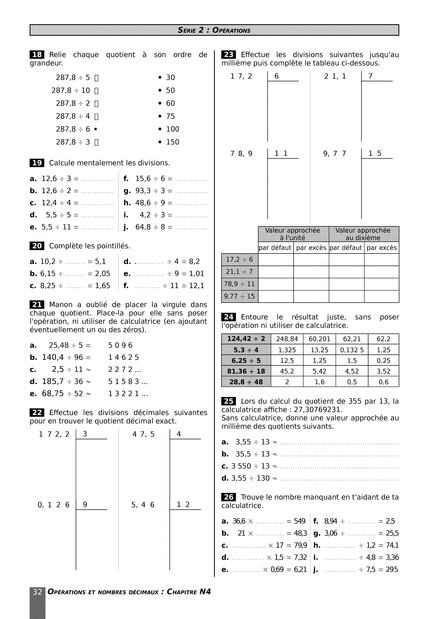 Série 2 : Opérations
18 Relie chaque quotient à son ordre de
grandeur.
287,8 ÷ 5 • 30
287,8 ÷ 10 • 50
287,8 ÷ 2 • 60
287,8 ÷ 4 • 75
287,8 ÷ 6 • • 100
287,8 ÷ 3 • 150
19 Calcule mentalement les divisions.
a. 12,6 ÷ 3 = .............. f. 15,6 ÷ 6 = ..............
b. 12,6 ÷ 2 = .............. g. 93,3 ÷ 3 = ..............
c. 12,4 ÷ 4 = .............. h. 48,6 ÷ 9 = ..............
d. 5,5 ÷ 5 = .............. i. 4,2 ÷ 3 = ..............
e. 5,5 ÷ 11 = .............. j. 64,8 ÷ 8 = ..............
20 Complète les pointillés.
a. 10,2 ÷ ......... = 5,1 d. .............. ÷ 4 = 8,2
b. 6,15 ÷ ......... = 2,05 e. .............. ÷ 9 = 1,01
c. 8,25 ÷ ......... = 1,65 f. .............. ÷ 11 = 12,1
21 Manon a oublié de placer la virgule dans
chaque quotient. Place-la pour elle sans poser
l'opération, ni utiliser de calculatrice (en ajoutant
éventuellement un ou des zéros).
a. 25,48 ÷ 5 = 5 0 9 6
b. 140,4 ÷ 96 = 1 4 6 2 5
c. 2,5 ÷ 11 ≈ 2 2 7 2 ...
d. 185,7 ÷ 36 ≈ 5 1 5 8 3 ...
e. 68,75 ÷ 52 ≈ 1 3 2 2 1 ...
22 Effectue les divisions décimales suivantes
pour en trouver le quotient décimal exact.
1 7 2, 2 3 4 7, 5 4
0, 1 2 6 9 5, 4 6 1 2
23 Effectue les divisions suivantes jusqu'au
millième puis complète le tableau ci-dessous.
1 7, 2 6 2 1, 1 7
7 8, 9 1 1 9, 7 7 1 5
Valeur approchée à l'unité Valeur approchée au dixième
par défaut par excès par défaut par excès
17,2 ÷ 6
21,1 ÷ 7
78,9 ÷ 11
9,77 ÷ 15
24 Entoure le résultat juste, sans poser
l'opération ni utiliser de calculatrice.
124,42 ÷ 2 248,84 60,201 62,21 62,2
5.3 ÷ 4 1,325 13,25 0,132 5 1,25
6,25 ÷ 5 12,5 1,25 1,5 0,25
81,36 ÷ 18 45,2 5,42 4,52 3,52
28,8 ÷ 48 2 1,6 0,5 0,6
25 Lors du calcul du quotient de 355 par 13, la
calculatrice affiche : 27,30769231.
Sans calculatrice, donne une valeur approchée au
millième des quotients suivants.
a. 3,55 ÷ 13 ≈ ..............
b. 35,5 ÷ 13 ≈ ..............
c. 3 550 ÷ 13 ≈ ..............
d. 3,55 ÷ 130 ≈ ..............
26 Trouve le nombre manquant en t'aidant de ta
calculatrice.
a. 36,6 × ............ = 549 f. 8,94 ÷ ............ = 2,5
b. 21 × ............ = 48,3 g. 3,06 ÷ ............ = 25,5
c. ............ × 17 = 79,9 h. ............ ÷ 1,2 = 74,1
d. ............ × 1,5 = 7,32 i. ............ ÷ 4,8 = 3,36
e. ............ × 0,69 = 6,21 j. ............ ÷ 7,5 = 295
32 Opérations et nombres décimaux : Chapitre N4